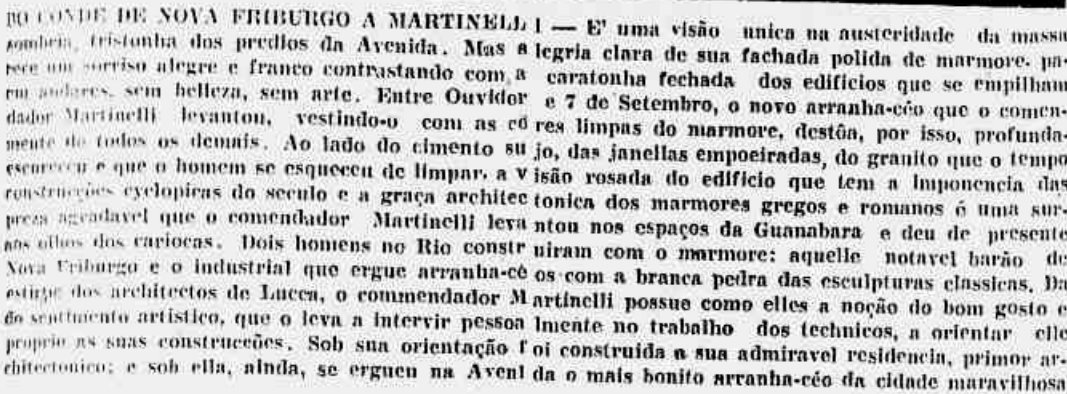 DO CONDE DE NOVA FRIBURGO A MARTINELLI — E' uma visão unica na austeridade da massa
sombria, tristonha dos predios da Avenida. Mas a alegria clara de sua fachada polida de marmore. pa-
rece um sorriso alegre e franco contrastando com a caratonha fechada dos edificios que se empilham
em andares, sem belleza, sem arte. Entre Ouvidor e 7 de Setembro, o novo arranha-céo que o comen-
dador Martinelli levantou, vestindo-o com as côres limpas do marmore, destôa, por isso, profunda-
mente de todos os demais. Ao lado do cimento sujo, das janellas empoeiradas, do granito que o tempo
escureceu e que o homem se esqueceu de limpar, a visão rosada do edificio que tem a imponencia das
construcções cyclopicas do seculo e a graça architectonica dos marmores gregos e romanos é uma sur-
preza agradavel que o comendador Martinelli levantou nos espaços da Guanabara e deu de presente
aos olhos dos cariocas. Dois homens no Rio construiram com o marmore: aquelle notavel barão de
Nova Friburgo e o industrial que ergue arranha-céos com a branca pedra das esculpturas classicas. Da
estirpe dos architectos de Lucca, o commendador Martinelli possue como elles a noção do bom gosto e
do sentimento artistico, que o leva a intervir pessoalmente no trabalho dos technicos, a orientar elle
proprio as suas construcções. Sob sua orientação foi construida a sua admiravel residencia, primor ar-
chitectonico; e sob ella, ainda, se ergueu na Avenida o mais bonito arranha-céo da cidade maravilhosa